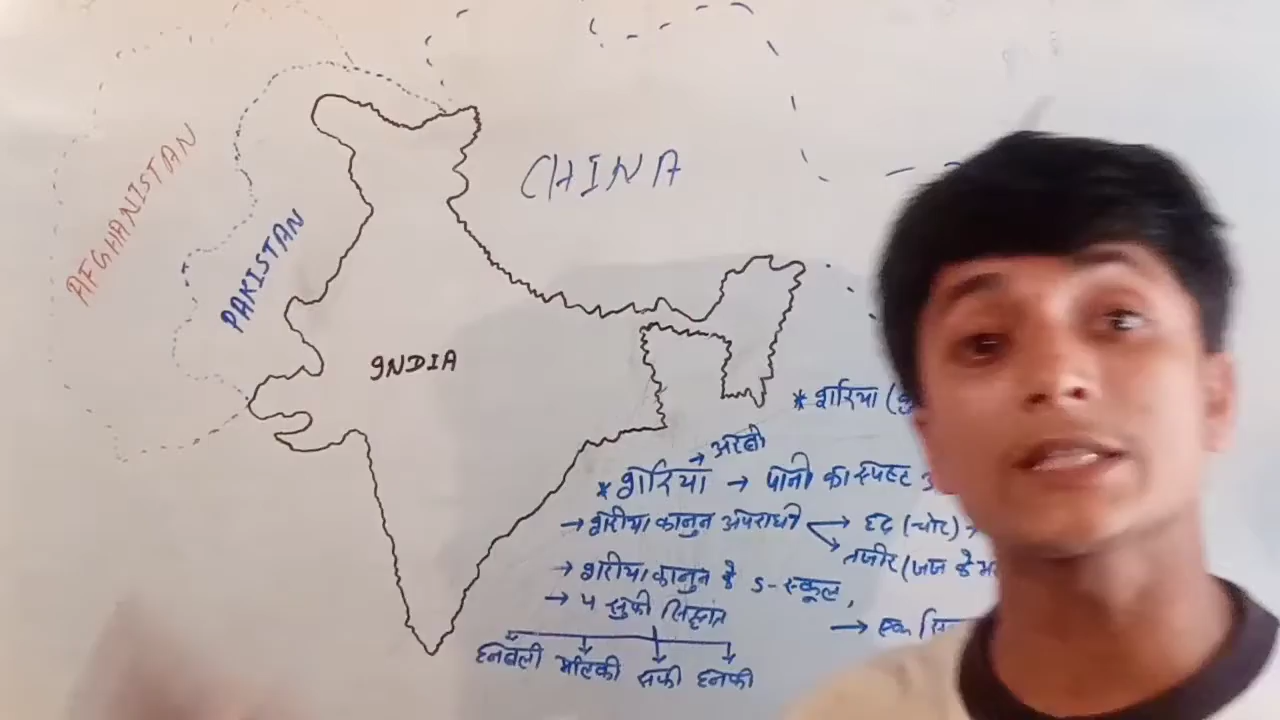 CHINA
AFGHANISTAN
PAKISTAN
INDIA
* शरिया (
→ अरबी
* शरिया → पानी का स्पष्ट
→ शरीया कानुन अपराधो → हद (चोट) →
तजीर (जज के
→ शरीया कानुन के 5-स्कूल,
→ 4 सुफी सिद्धांत
→ एक
हनबली मलिकी सफी हनफी